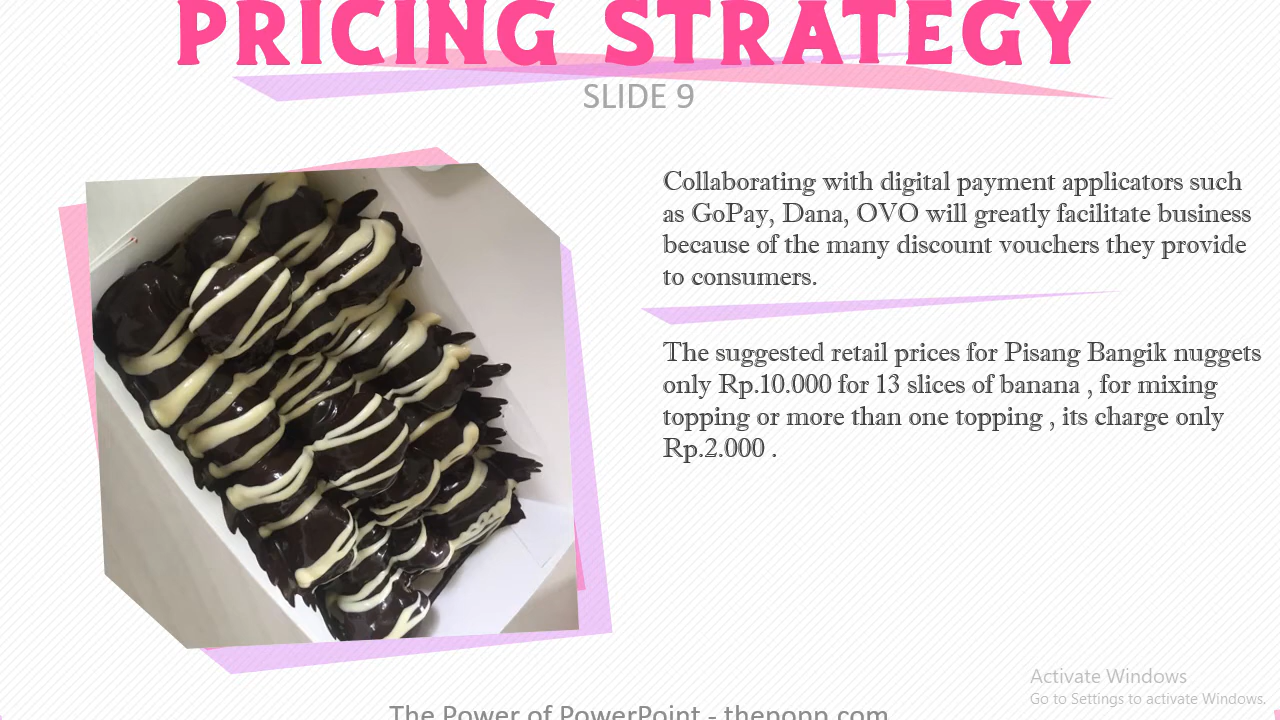 PRICING STRATEGY
SLIDE 9
Collaborating with digital payment applicators such
as GoPay, Dana, OVO will greatly facilitate business
because of the many discount vouchers they provide
to consumers.
The suggested retail prices for Pisang Bangik nuggets
only Rp.10.000 for 13 slices of banana , for mixing
topping or more than one topping , its charge only
Rp.2.000 .
Activate Windows
Go to Settings to activate Windows.
The Power of PowerPoint - thepopp.com